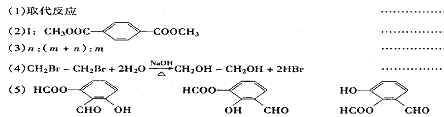 (1)取代反应 …………
(2)I: CH₃OOC COOCH₃ …………
(3) n:(m + n):m
(4)CH₂Br－CH₂Br + 2H₂O NaOH △ CH₂OH－CH₂OH + 2HBr …………
(5) HCOO CHO OH HCOO OH CHO HO HCOO CHO